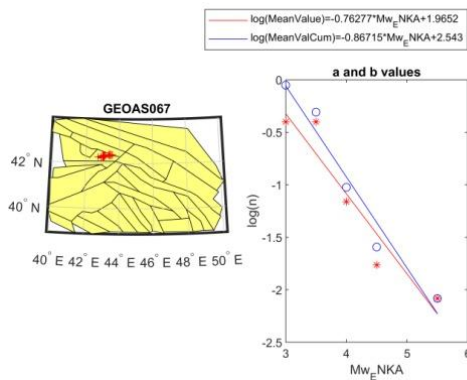 log(MeanValue)=-0.76277*Mw_ENKA+1.9652
log(MeanValCum)=-0.86715*Mw_ENKA+2.543
GEOAS067
42° N
40° N
40° E 42° E 44° E 46° E 48° E 50° E
a and b values
0
-0.5
-1
-1.5
-2
-2.5
log(n)
3 4 5 6
Mw_ENKA